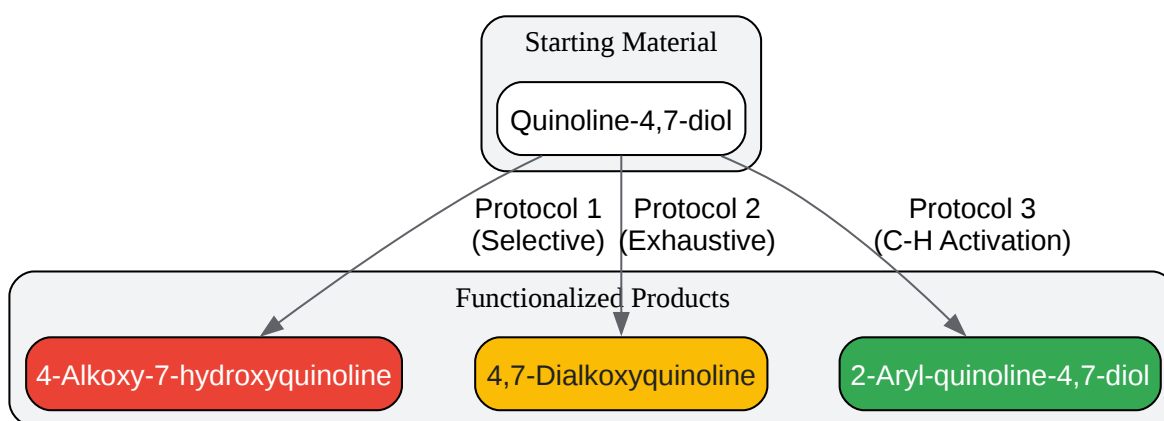 Starting Material
Quinoline-4,7-diol
Protocol 1
(Selective)
Protocol 2
(Exhaustive)
Protocol 3
(C-H Activation)
Functionalized Products
4-Alkoxy-7-hydroxyquinoline
4,7-Dialkoxyquinoline
2-Aryl-quinoline-4,7-diol